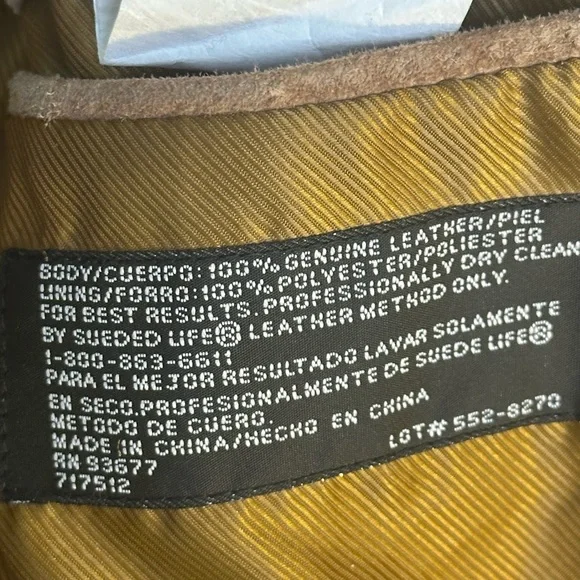 BODY/CUERPO: 100% GENUINE LEATHER/PIEL
LINING/FORRO: 100% POLYESTER/POLIESTER
FOR BEST RESULTS. PROFESSIONALLY DRY CLEAN
BY SUEDED LIFE® LEATHER METHOD ONLY.
1-800-863-6611
PARA EL MEJOR RESULTADO LAVAR SOLAMENTE
EN SECO. PROFESIONALMENTE DE SUEDE LIFE®
METODO DE CUERO.
MADE IN CHINA/HECHO EN CHINA
RN 93677 LOT# 552-8270
717512